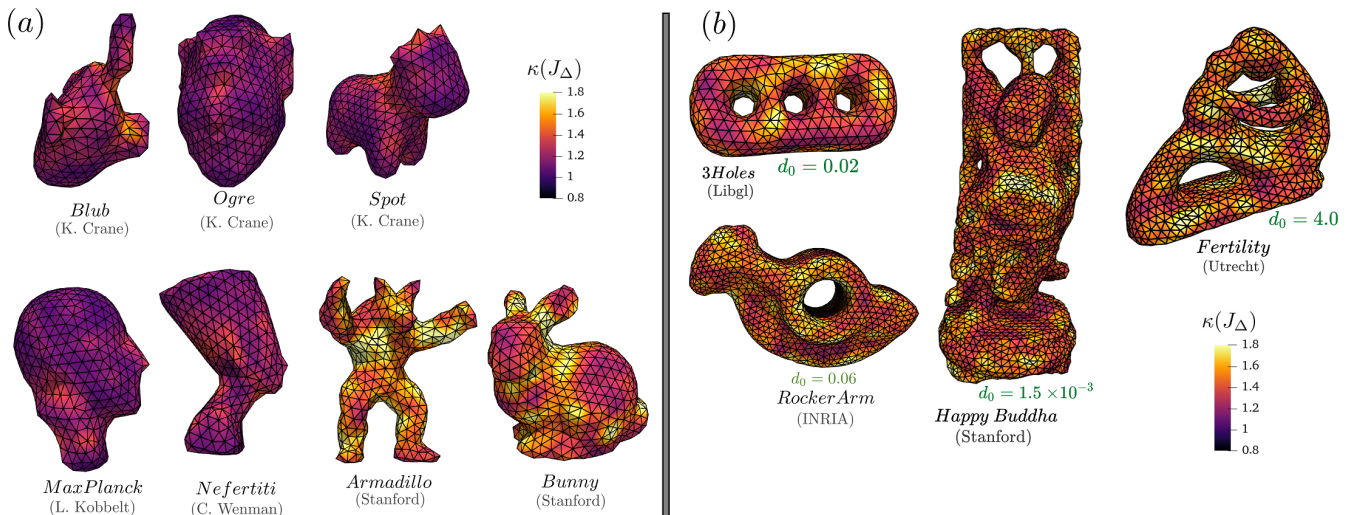 (a)
κ(J_Δ)
1.8
1.6
1.4
1.2
1
0.8
Blub
(K. Crane)
Ogre
(K. Crane)
Spot
(K. Crane)
MaxPlanck
(L. Kobbelt)
Nefertiti
(C. Wenman)
Armadillo
(Stanford)
Bunny
(Stanford)
(b)
3Holes
(Libgl)
d₀ = 0.02
d₀ = 0.06
RockerArm
(INRIA)
d₀ = 1.5 ×10⁻³
Happy Buddha
(Stanford)
d₀ = 4.0
Fertility
(Utrecht)
κ(J_Δ)
1.8
1.6
1.4
1.2
1
0.8